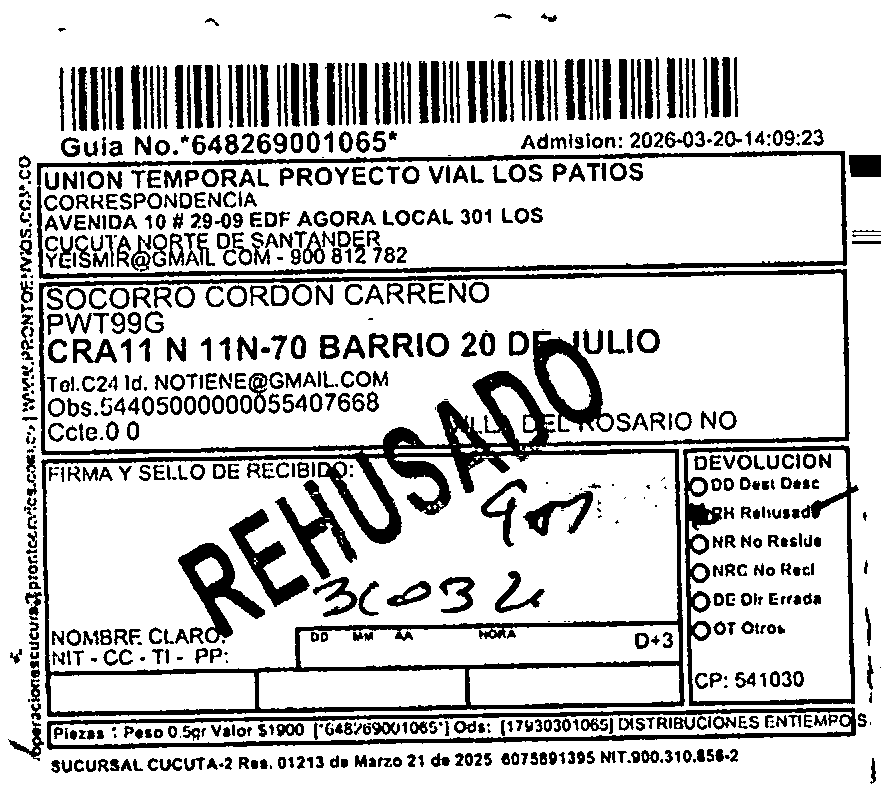 Guia No.*648269001065*
Admision: 2026-03-20-14:09:23
UNION TEMPORAL PROYECTO VIAL LOS PATIOS
CORRESPONDENCIA
AVENIDA 10 # 29-09 EDF AGORA LOCAL 301 LOS
CUCUTA NORTE DE SANTANDER
YEISMIR@GMAIL COM - 900 812 782
SOCORRO CORDON CARRENO
PWT99G
CRA11 N 11N-70 BARRIO 20 DE JULIO
Tel.C24 Id. NOTIENE@GMAIL.COM
Obs.54405000000055407668
DEL ROSARIO NO
Ccte.0 0
REHUSADO
FIRMA Y SELLO DE RECIBIDO:
NOMBRE CLARO:
NIT - CC - TI - PP:
DD MM AA HORA
D+3
DEVOLUCION
DD Dest Desc
RH Rehusado
NR No Reside
NRC No Recl
DE Dir Errada
OT Otros
CP: 541030
Piezas 1 Peso 0.5gr Valor $1900 [*648269001065*] Ods: [17930301065] DISTRIBUCIONES ENTIEMPO S.
SUCURSAL CUCUTA-2 Res. 01213 de Marzo 21 de 2025 6075891395 NIT.900.310.856-2